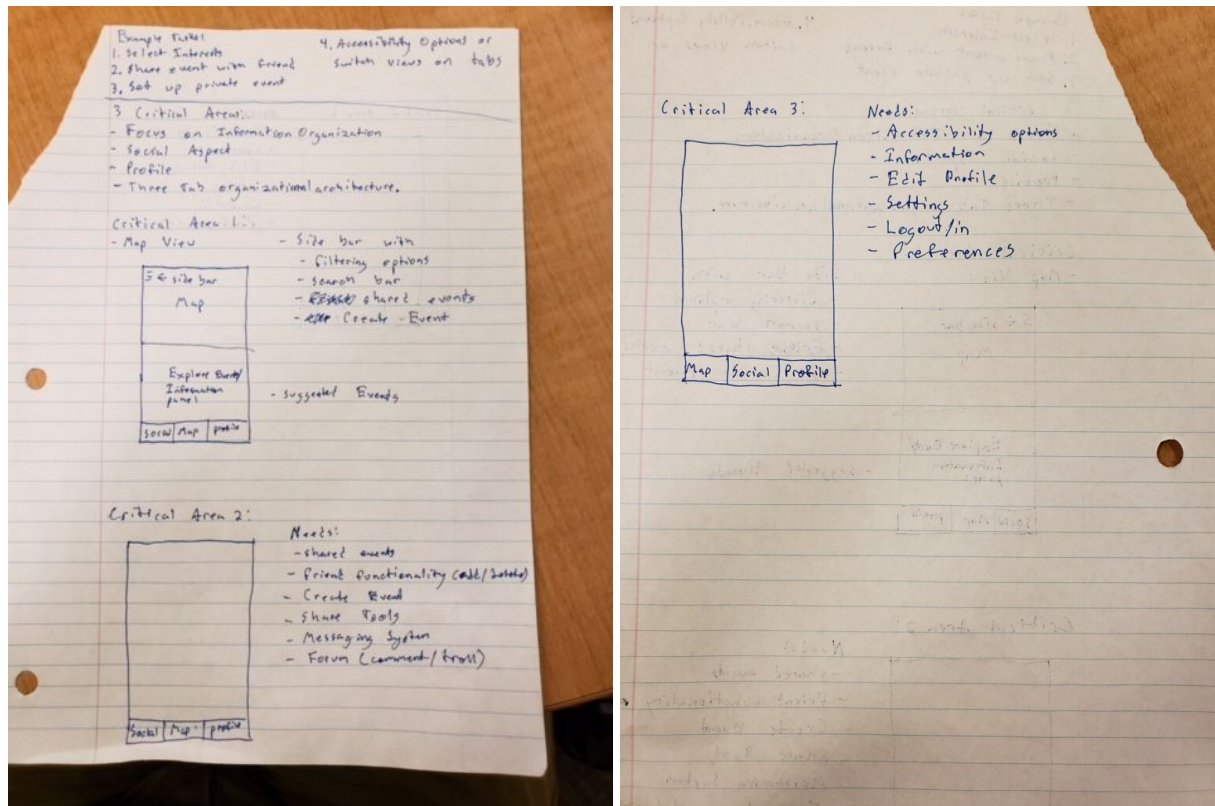 Example Tasks:
1. Select Interests
2. Share event with friend
3. Set up private event
4. Accessibility Options or
switch views on tabs
3 Critical Areas:
- Focus on Information Organization
- Social Aspect
- Profile
- Three Tab organizational architecture.
Critical Area 1:
- Map View
- Side bar with
- filtering options
- search bar
- shared events
- Create Event
← side bar
Map
Explore Events/
Information
panel
- suggested Events
Social Map profile
Critical Area 2:
Needs:
- shared events
- friend functionality (add/delete)
- Create Event
- Share Tools
- Messaging System
- Forum (comment/troll)
Social Map profile
Critical Area 3:
Needs:
- Accessibility options
- Information
- Edit Profile
- Settings
- Logout/in
- Preferences
Map Social Profile